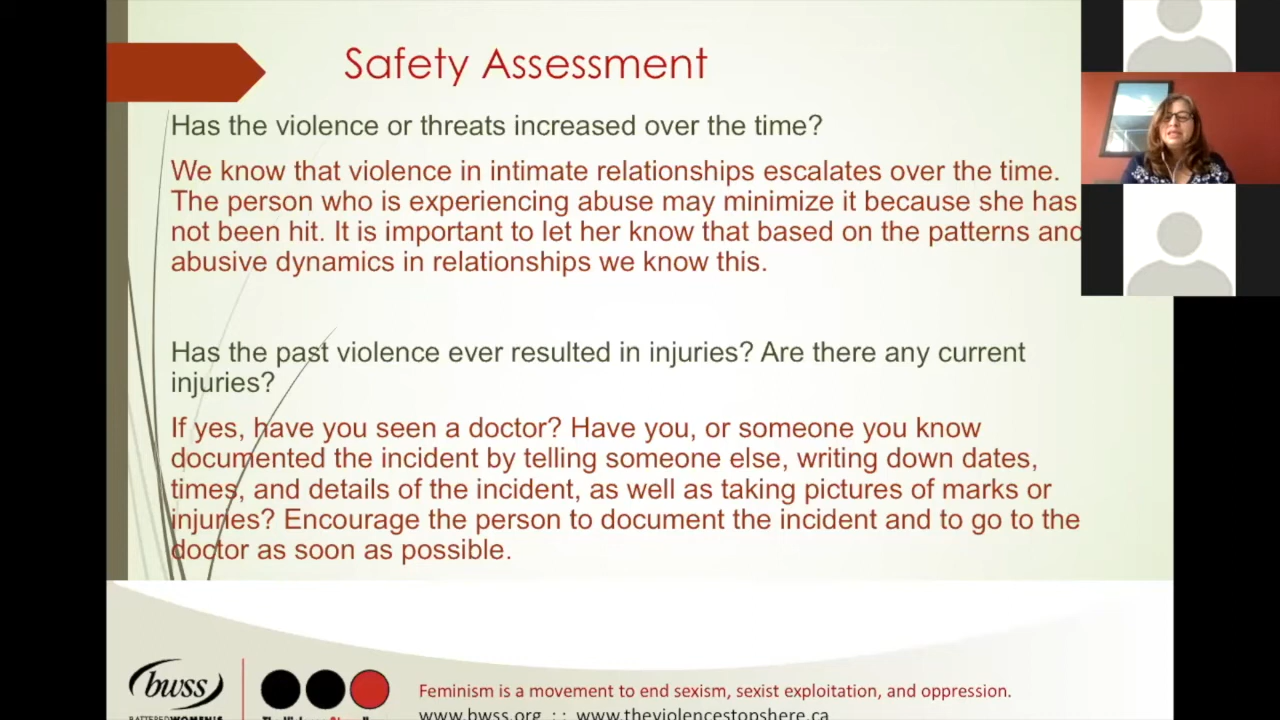 Safety Assessment
Has the violence or threats increased over the time?
We know that violence in intimate relationships escalates over the time.
The person who is experiencing abuse may minimize it because she has
not been hit. It is important to let her know that based on the patterns and
abusive dynamics in relationships we know this.
Has the past violence ever resulted in injuries? Are there any current
injuries?
If yes, have you seen a doctor? Have you, or someone you know
documented the incident by telling someone else, writing down dates,
times, and details of the incident, as well as taking pictures of marks or
injuries? Encourage the person to document the incident and to go to the
doctor as soon as possible.
bwss
BATTERED WOMEN'S
Feminism is a movement to end sexism, sexist exploitation, and oppression.
www.bwss.org :: www.theviolencestopshere.ca